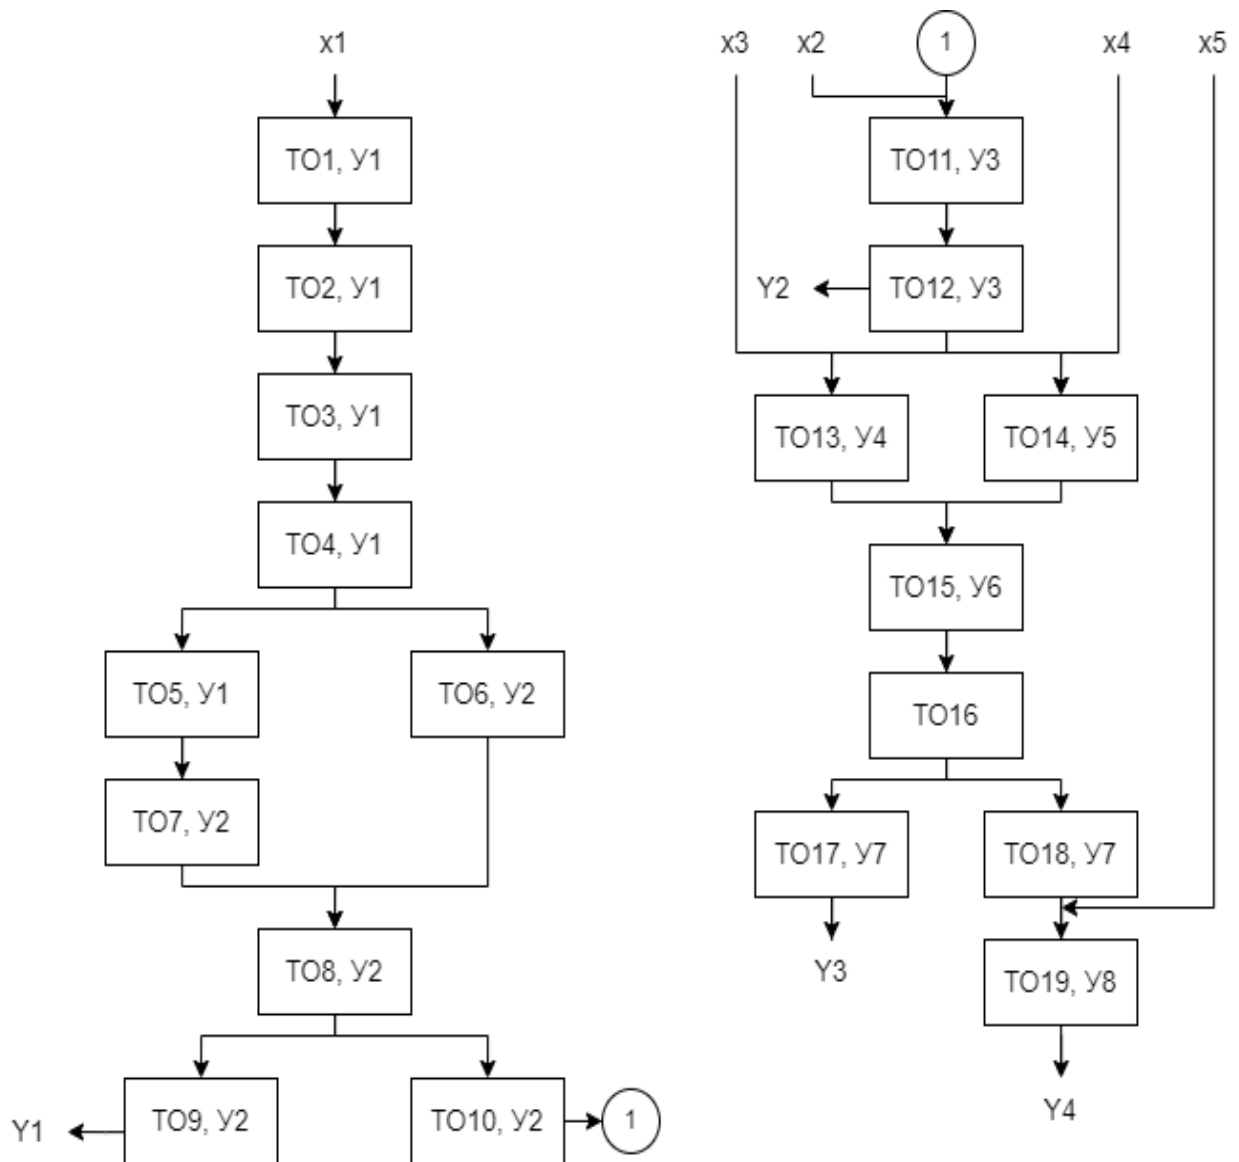 x1
ТО1, У1
ТО2, У1
ТО3, У1
ТО4, У1
ТО5, У1
ТО6, У2
ТО7, У2
ТО8, У2
ТО9, У2
ТО10, У2
1
Y1
x3
x2
1
x4
x5
ТО11, У3
Y2
ТО12, У3
ТО13, У4
ТО14, У5
ТО15, У6
ТО16
ТО17, У7
ТО18, У7
Y3
ТО19, У8
Y4